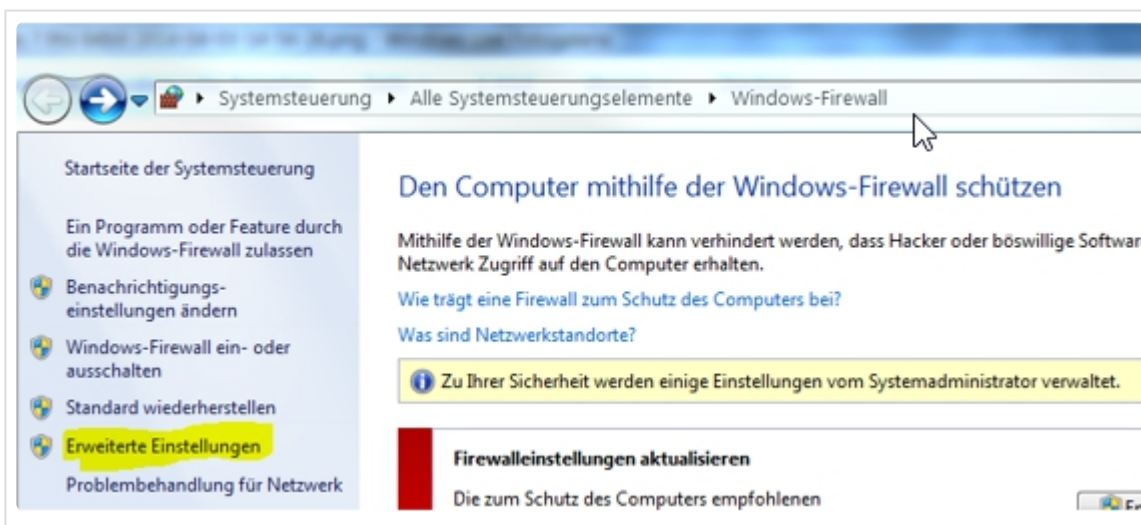 Systemsteuerung ▸ Alle Systemsteuerungselemente ▸ Windows-Firewall
Startseite der Systemsteuerung
Ein Programm oder Feature durch
die Windows-Firewall zulassen
Benachrichtigungs-
einstellungen ändern
Windows-Firewall ein- oder
ausschalten
Standard wiederherstellen
Erweiterte Einstellungen
Problembehandlung für Netzwerk
Den Computer mithilfe der Windows-Firewall schützen
Mithilfe der Windows-Firewall kann verhindert werden, dass Hacker oder böswillige Softwar
Netzwerk Zugriff auf den Computer erhalten.
Wie trägt eine Firewall zum Schutz des Computers bei?
Was sind Netzwerkstandorte?
Zu Ihrer Sicherheit werden einige Einstellungen vom Systemadministrator verwaltet.
Firewalleinstellungen aktualisieren
Die zum Schutz des Computers empfohlenen